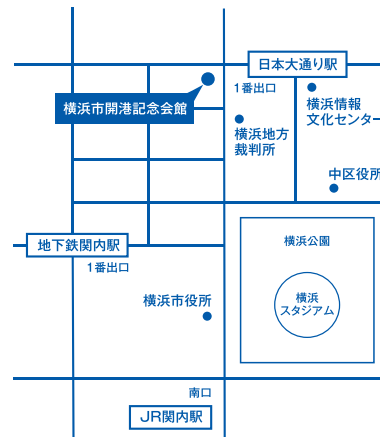 日本大通り駅
1番出口
横浜市開港記念会館
横浜情報
文化センター
横浜地方
裁判所
中区役所
地下鉄関内駅
1番出口
横浜公園
横浜
スタジアム
横浜市役所
南口
JR関内駅